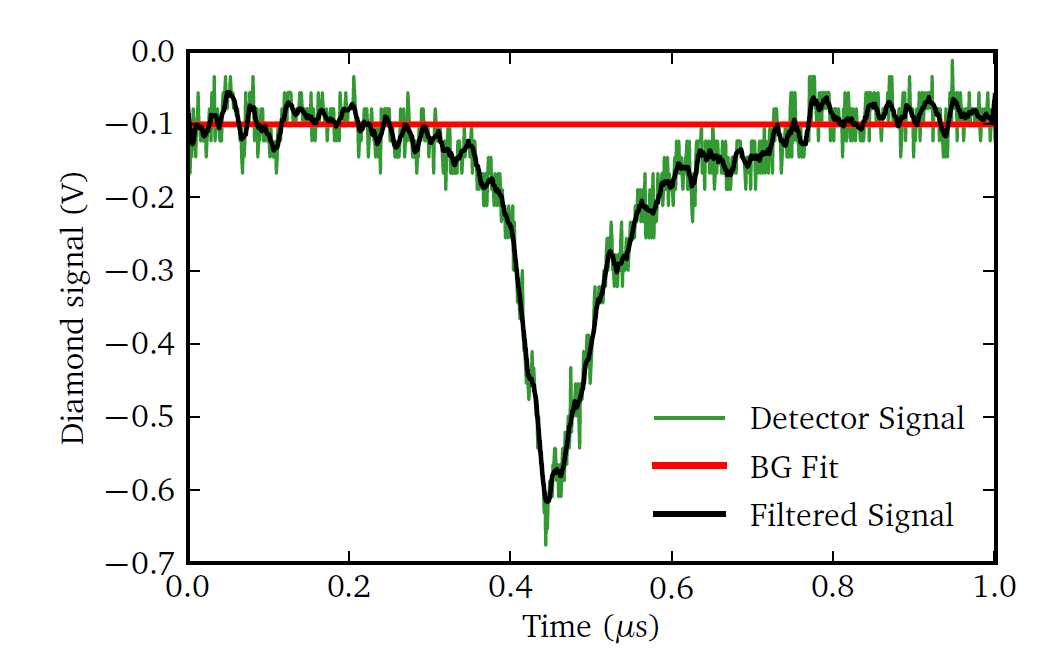 0.0
−0.1
−0.2
−0.3
−0.4
−0.5
−0.6
−0.7
Diamond signal (V)
Detector Signal
BG Fit
Filtered Signal
0.0 0.2 0.4 0.6 0.8 1.0
Time (μs)